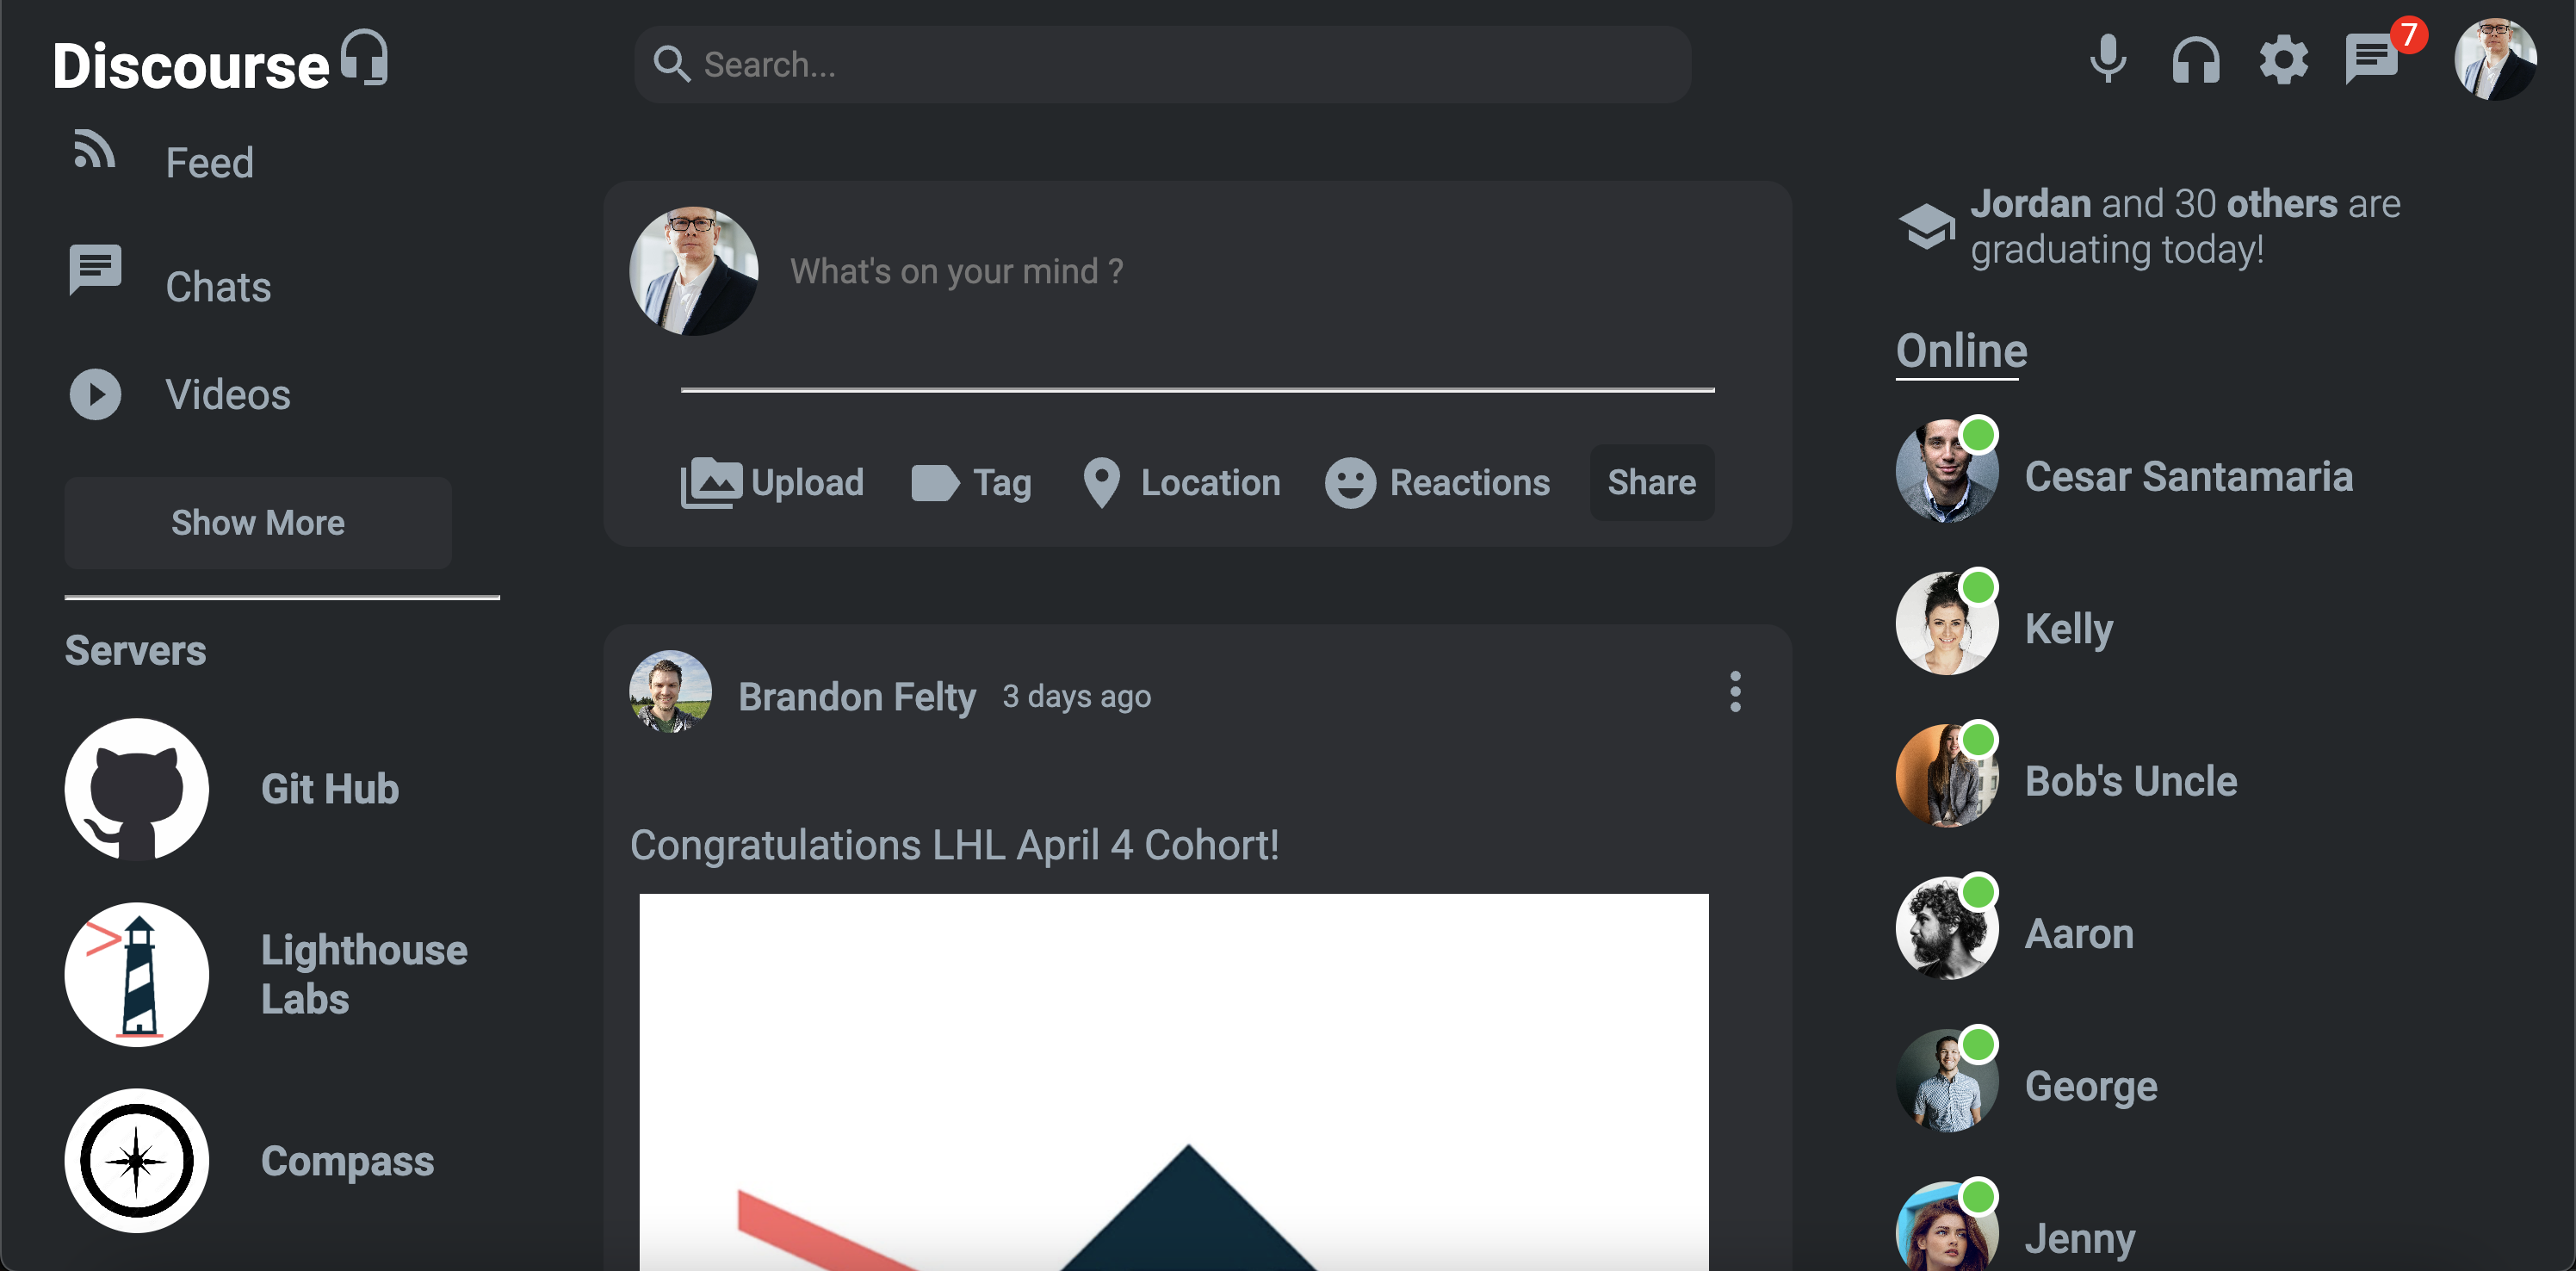 Discourse
Search...
7
Feed
Chats
Videos
Show More
Servers
Git Hub
Lighthouse
Labs
Compass
What's on your mind ?
Upload
Tag
Location
Reactions
Share
Brandon Felty 3 days ago
Congratulations LHL April 4 Cohort!
Jordan and 30 others are
graduating today!
Online
Cesar Santamaria
Kelly
Bob's Uncle
Aaron
George
Jenny